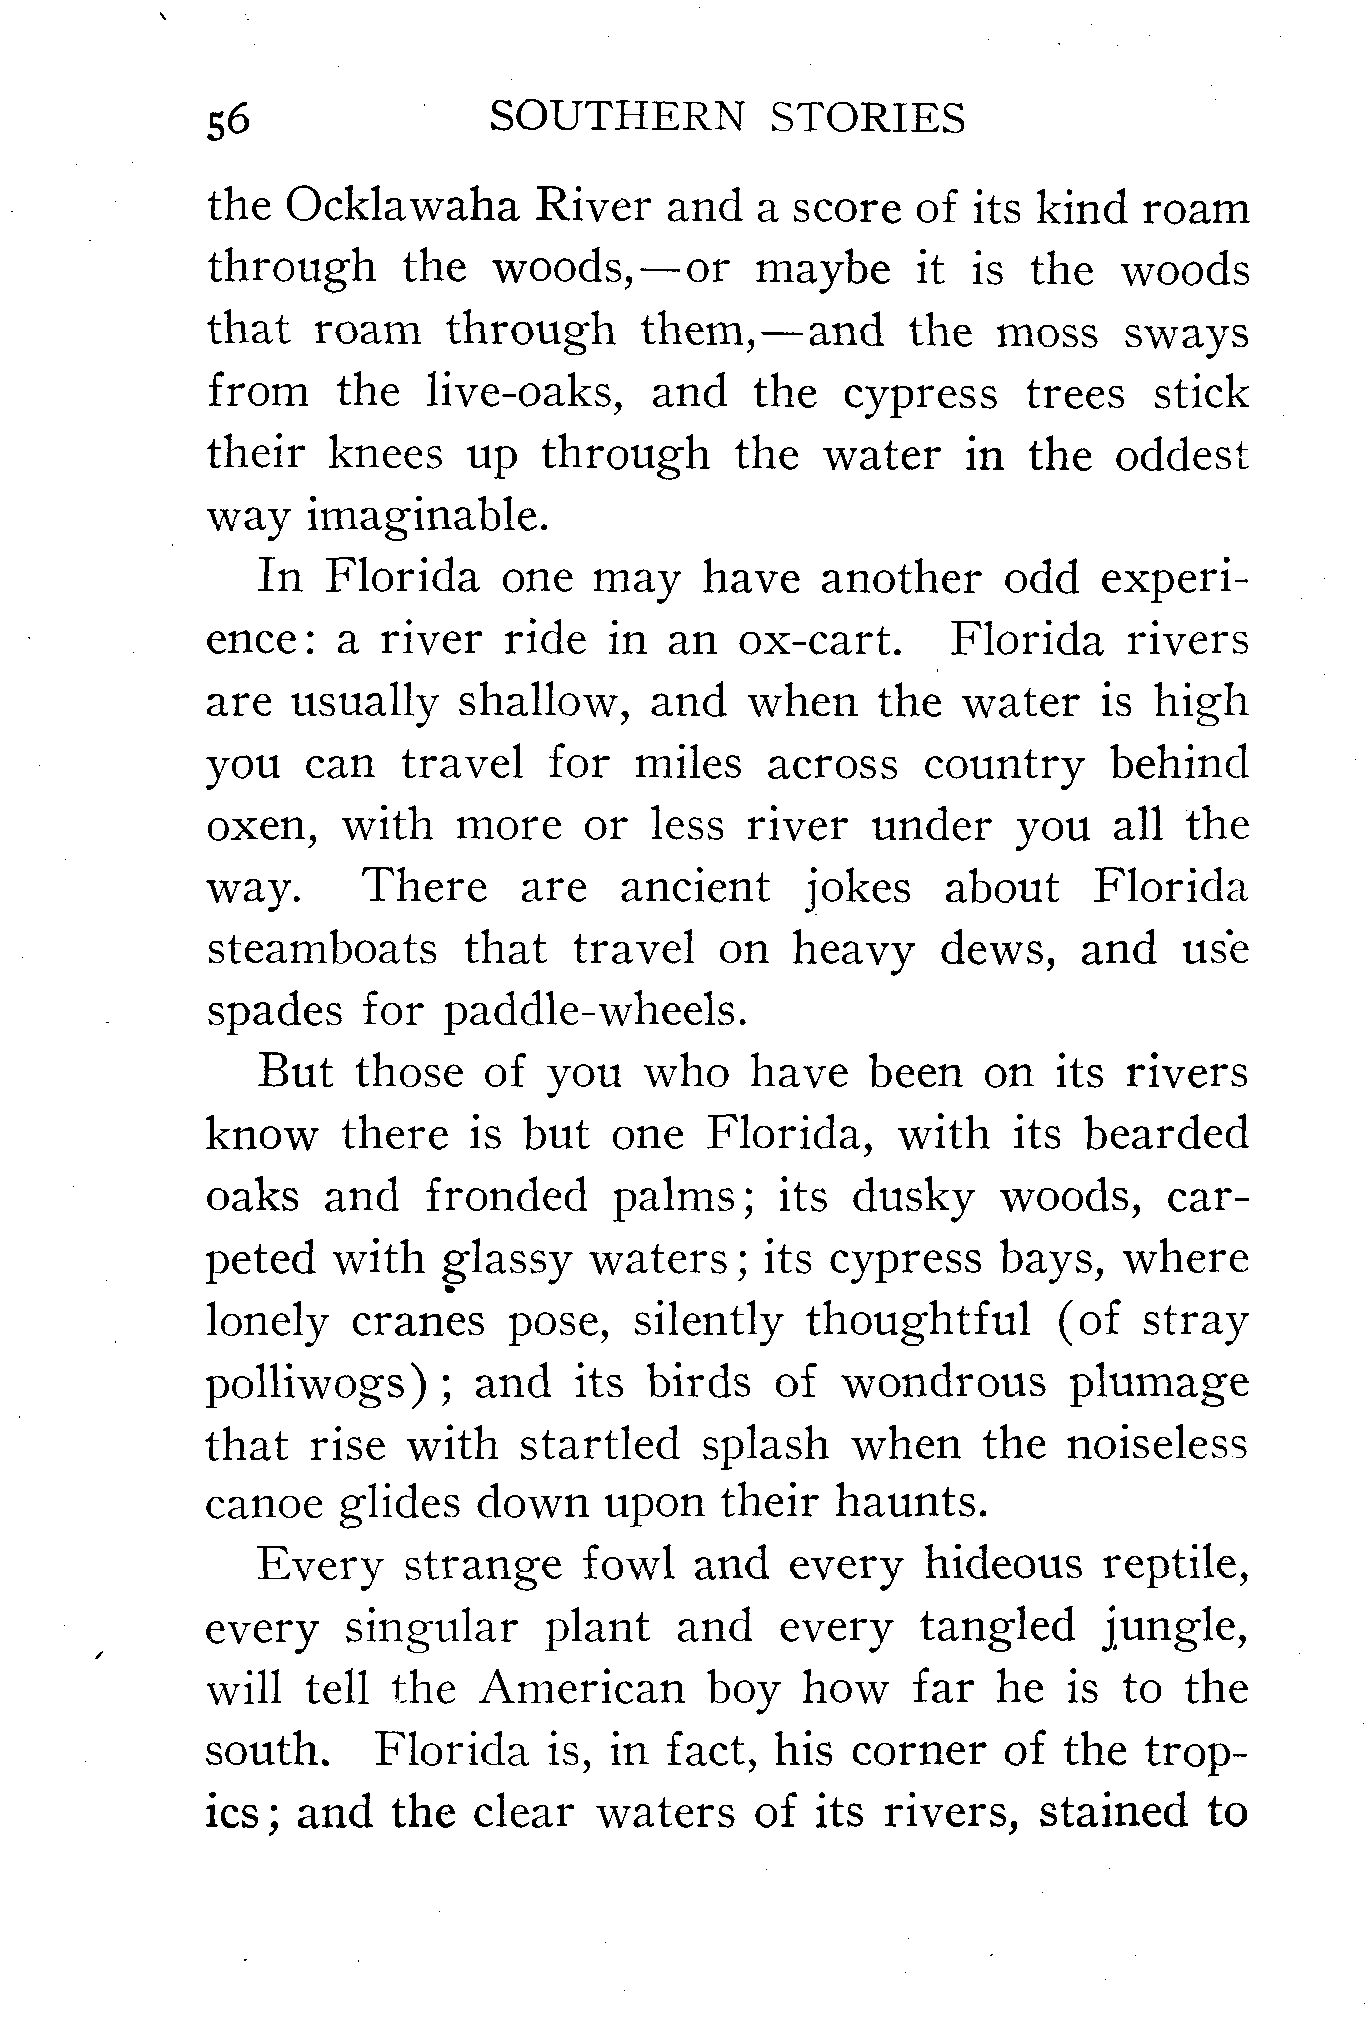 56 SOUTHERN STORIES
the Ocklawaha River and a score of its kind roam
through the woods,—or maybe it is the woods
that roam through them,—and the moss sways
from the live-oaks, and the cypress trees stick
their knees up through the water in the oddest
way imaginable.
In Florida one may have another odd experi-
ence: a river ride in an ox-cart. Florida rivers
are usually shallow, and when the water is high
you can travel for miles across country behind
oxen, with more or less river under you all the
way. There are ancient jokes about Florida
steamboats that travel on heavy dews, and use
spades for paddle-wheels.
But those of you who have been on its rivers
know there is but one Florida, with its bearded
oaks and fronded palms; its dusky woods, car-
peted with glassy waters; its cypress bays, where
lonely cranes pose, silently thoughtful (of stray
polliwogs); and its birds of wondrous plumage
that rise with startled splash when the noiseless
canoe glides down upon their haunts.
Every strange fowl and every hideous reptile,
every singular plant and every tangled jungle,
will tell the American boy how far he is to the
south. Florida is, in fact, his corner of the trop-
ics; and the clear waters of its rivers, stained to